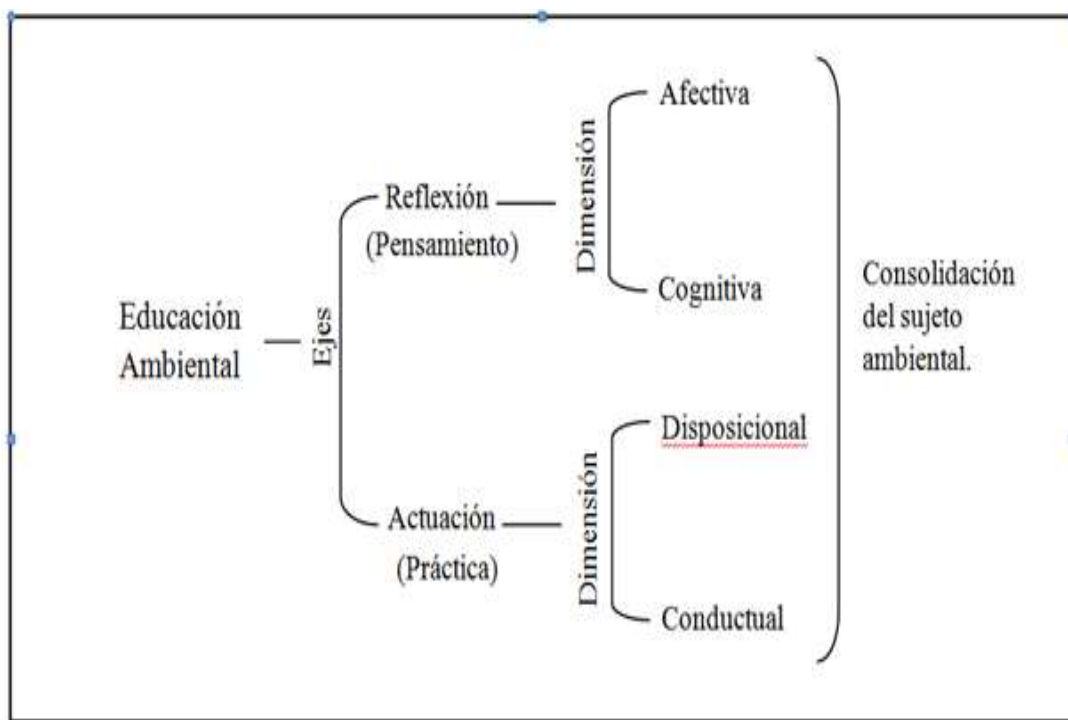 Educación
Ambiental
Ejes
Reflexión
(Pensamiento)
Dimensión
Afectiva
Cognitiva
Actuación
(Práctica)
Dimensión
Disposicional
Conductual
Consolidación
del sujeto
ambiental.